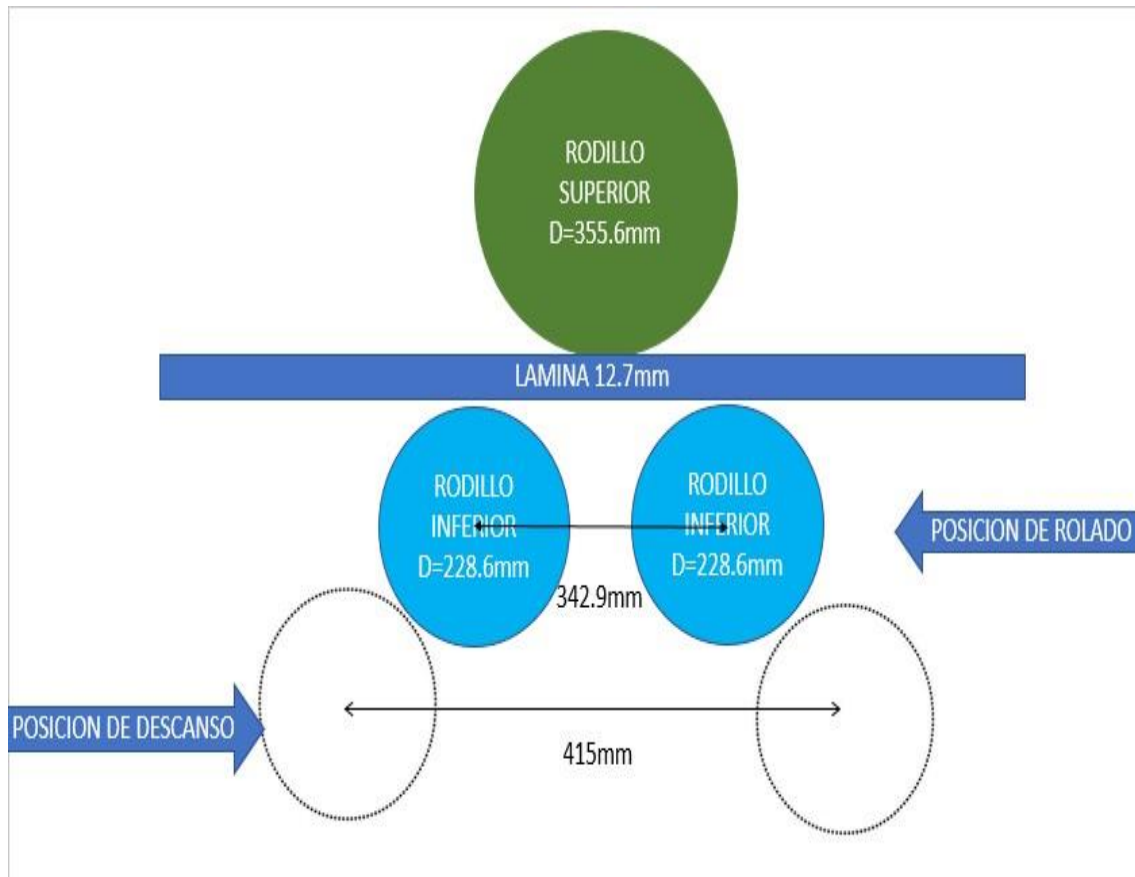 RODILLO
SUPERIOR
D=355.6mm
LAMINA 12.7mm
RODILLO
INFERIOR
D=228.6mm
RODILLO
INFERIOR
D=228.6mm
POSICION DE ROLADO
342.9mm
POSICION DE DESCANSO
415mm